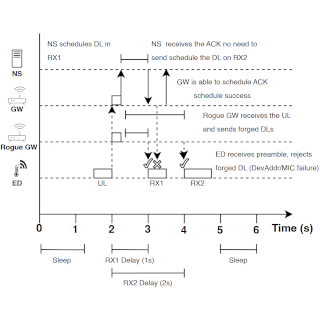 NS schedules DL in
RX1
NS receives the ACK no need to
send schedule the DL on RX2
NS
GW is able to schedule ACK
schedule success
GW
Rogue GW receives the UL
and sends forged DLs
Rogue GW
ED receives preamble, rejects
forged DL (DevAddr/MIC failure)
ED
UL
RX1
RX2
0
1
2
3
4
5
6
Time (s)
Sleep
RX1 Delay (1s)
Sleep
RX2 Delay (2s)